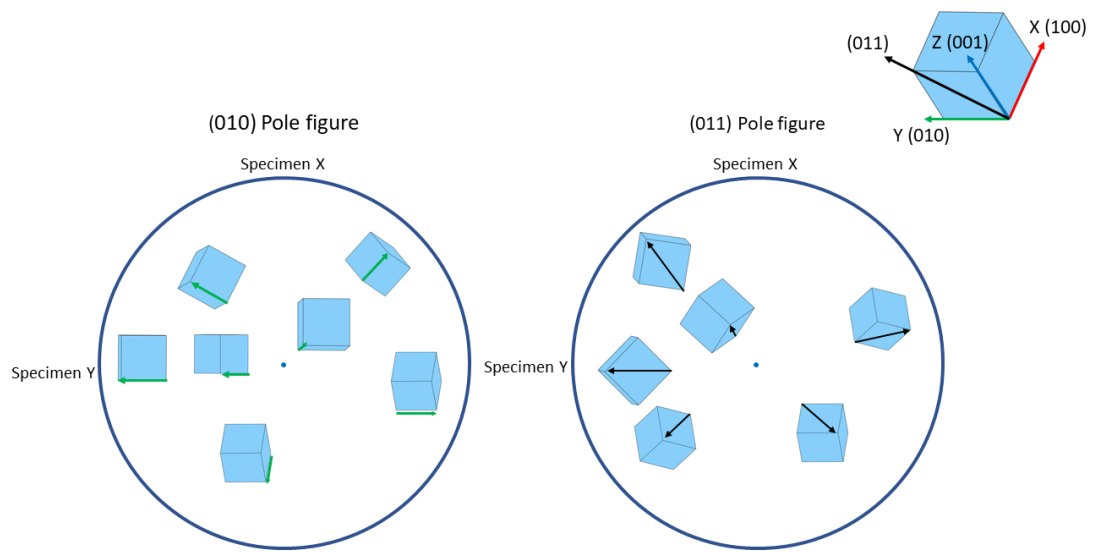 X (100)
(011)
Z (001)
Y (010)
(010) Pole figure
(011) Pole figure
Specimen X
Specimen X
Specimen Y
Specimen Y